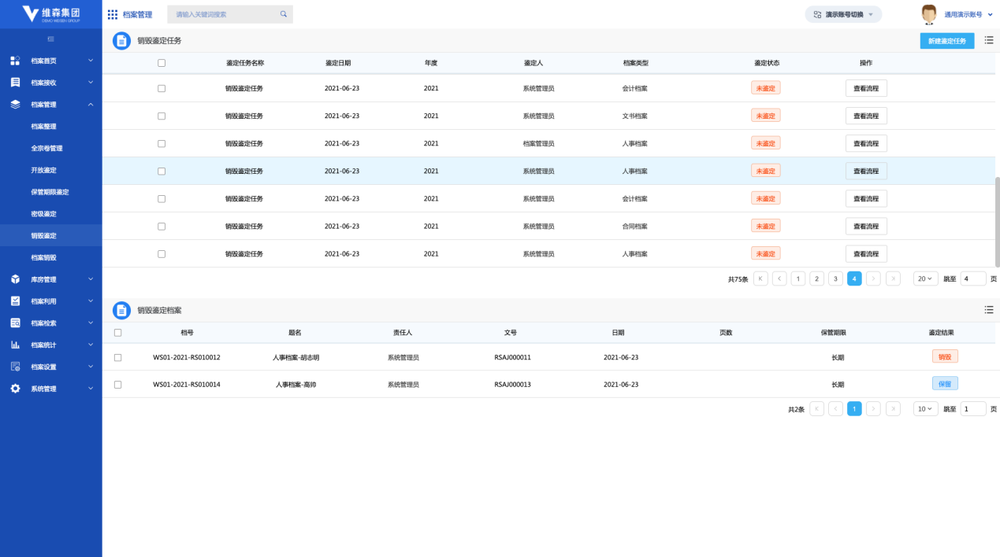 维森集团
DEMO WEISEN GROUP
档案管理
请输入关键词搜索
演示账号切换
通用演示账号
档案首页
档案接收
档案管理
档案整理
全宗卷管理
开放鉴定
保管期限鉴定
密级鉴定
销毁鉴定
档案销毁
库房管理
档案利用
档案检索
档案统计
档案设置
系统管理
销毁鉴定任务 新建鉴定任务
鉴定任务名称 鉴定日期 年度 鉴定人 档案类型 鉴定状态 操作
销毁鉴定任务 2021-06-23 2021 系统管理员 会计档案 未鉴定 查看流程
销毁鉴定任务 2021-06-23 2021 系统管理员 文书档案 未鉴定 查看流程
销毁鉴定任务 2021-06-23 2021 档案管理员 人事档案 未鉴定 查看流程
销毁鉴定任务 2021-06-23 2021 系统管理员 人事档案 未鉴定 查看流程
销毁鉴定任务 2021-06-23 2021 系统管理员 会计档案 未鉴定 查看流程
销毁鉴定任务 2021-06-23 2021 系统管理员 合同档案 未鉴定 查看流程
销毁鉴定任务 2021-06-23 2021 系统管理员 人事档案 未鉴定 查看流程
共75条 1 2 3 4 20 跳至 4 页
销毁鉴定档案
档号 题名 责任人 文号 日期 页数 保管期限 鉴定结果
WS01-2021-RS010012 人事档案-胡志明 系统管理员 RSAJ000011 2021-06-23 长期 销毁
WS01-2021-RS010014 人事档案-高帅 系统管理员 RSAJ000013 2021-06-23 长期 保留
共2条 1 10 跳至 1 页